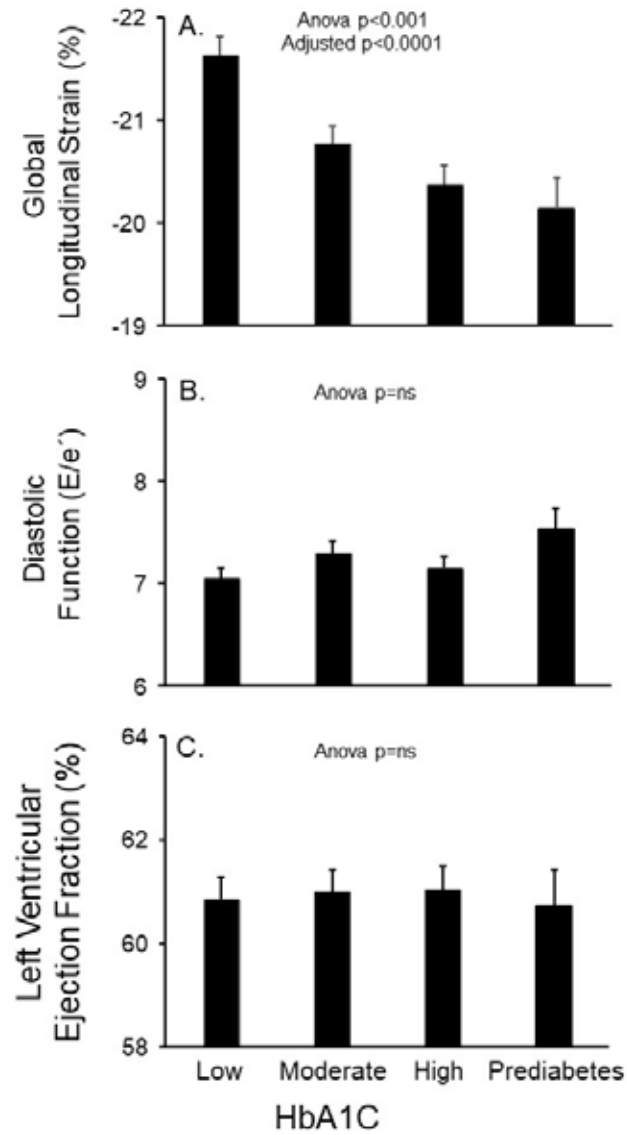 A.
Anova p<0.001
Adjusted p<0.0001
Global
Longitudinal Strain (%)
-22
-21
-20
-19
B.
Anova p=ns
Diastolic
Function (E/e´)
9
8
7
6
C.
Anova p=ns
Left Ventricular
Ejection Fraction (%)
64
62
60
58
Low Moderate High Prediabetes
HbA1C